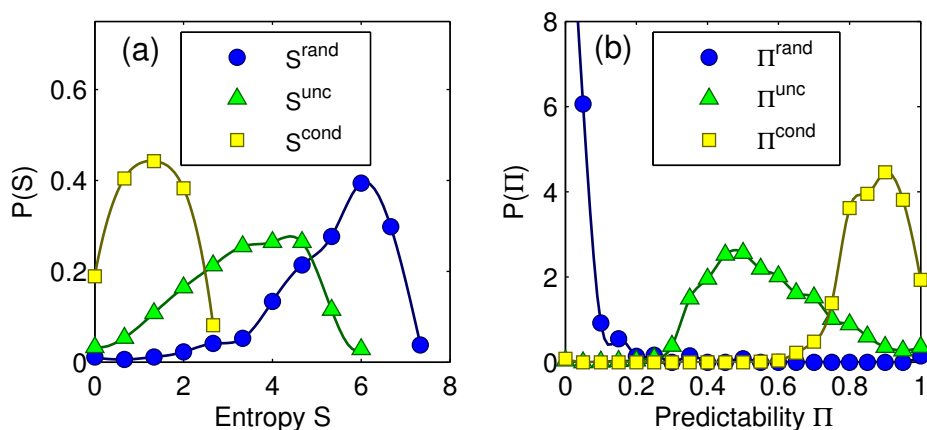 (a)
S^rand
S^unc
S^cond
0.6
0.4
0.2
0
P(S)
0 2 4 6 8
Entropy S
(b)
Π^rand
Π^unc
Π^cond
8
6
4
2
0
P(Π)
0 0.2 0.4 0.6 0.8 1
Predictability Π